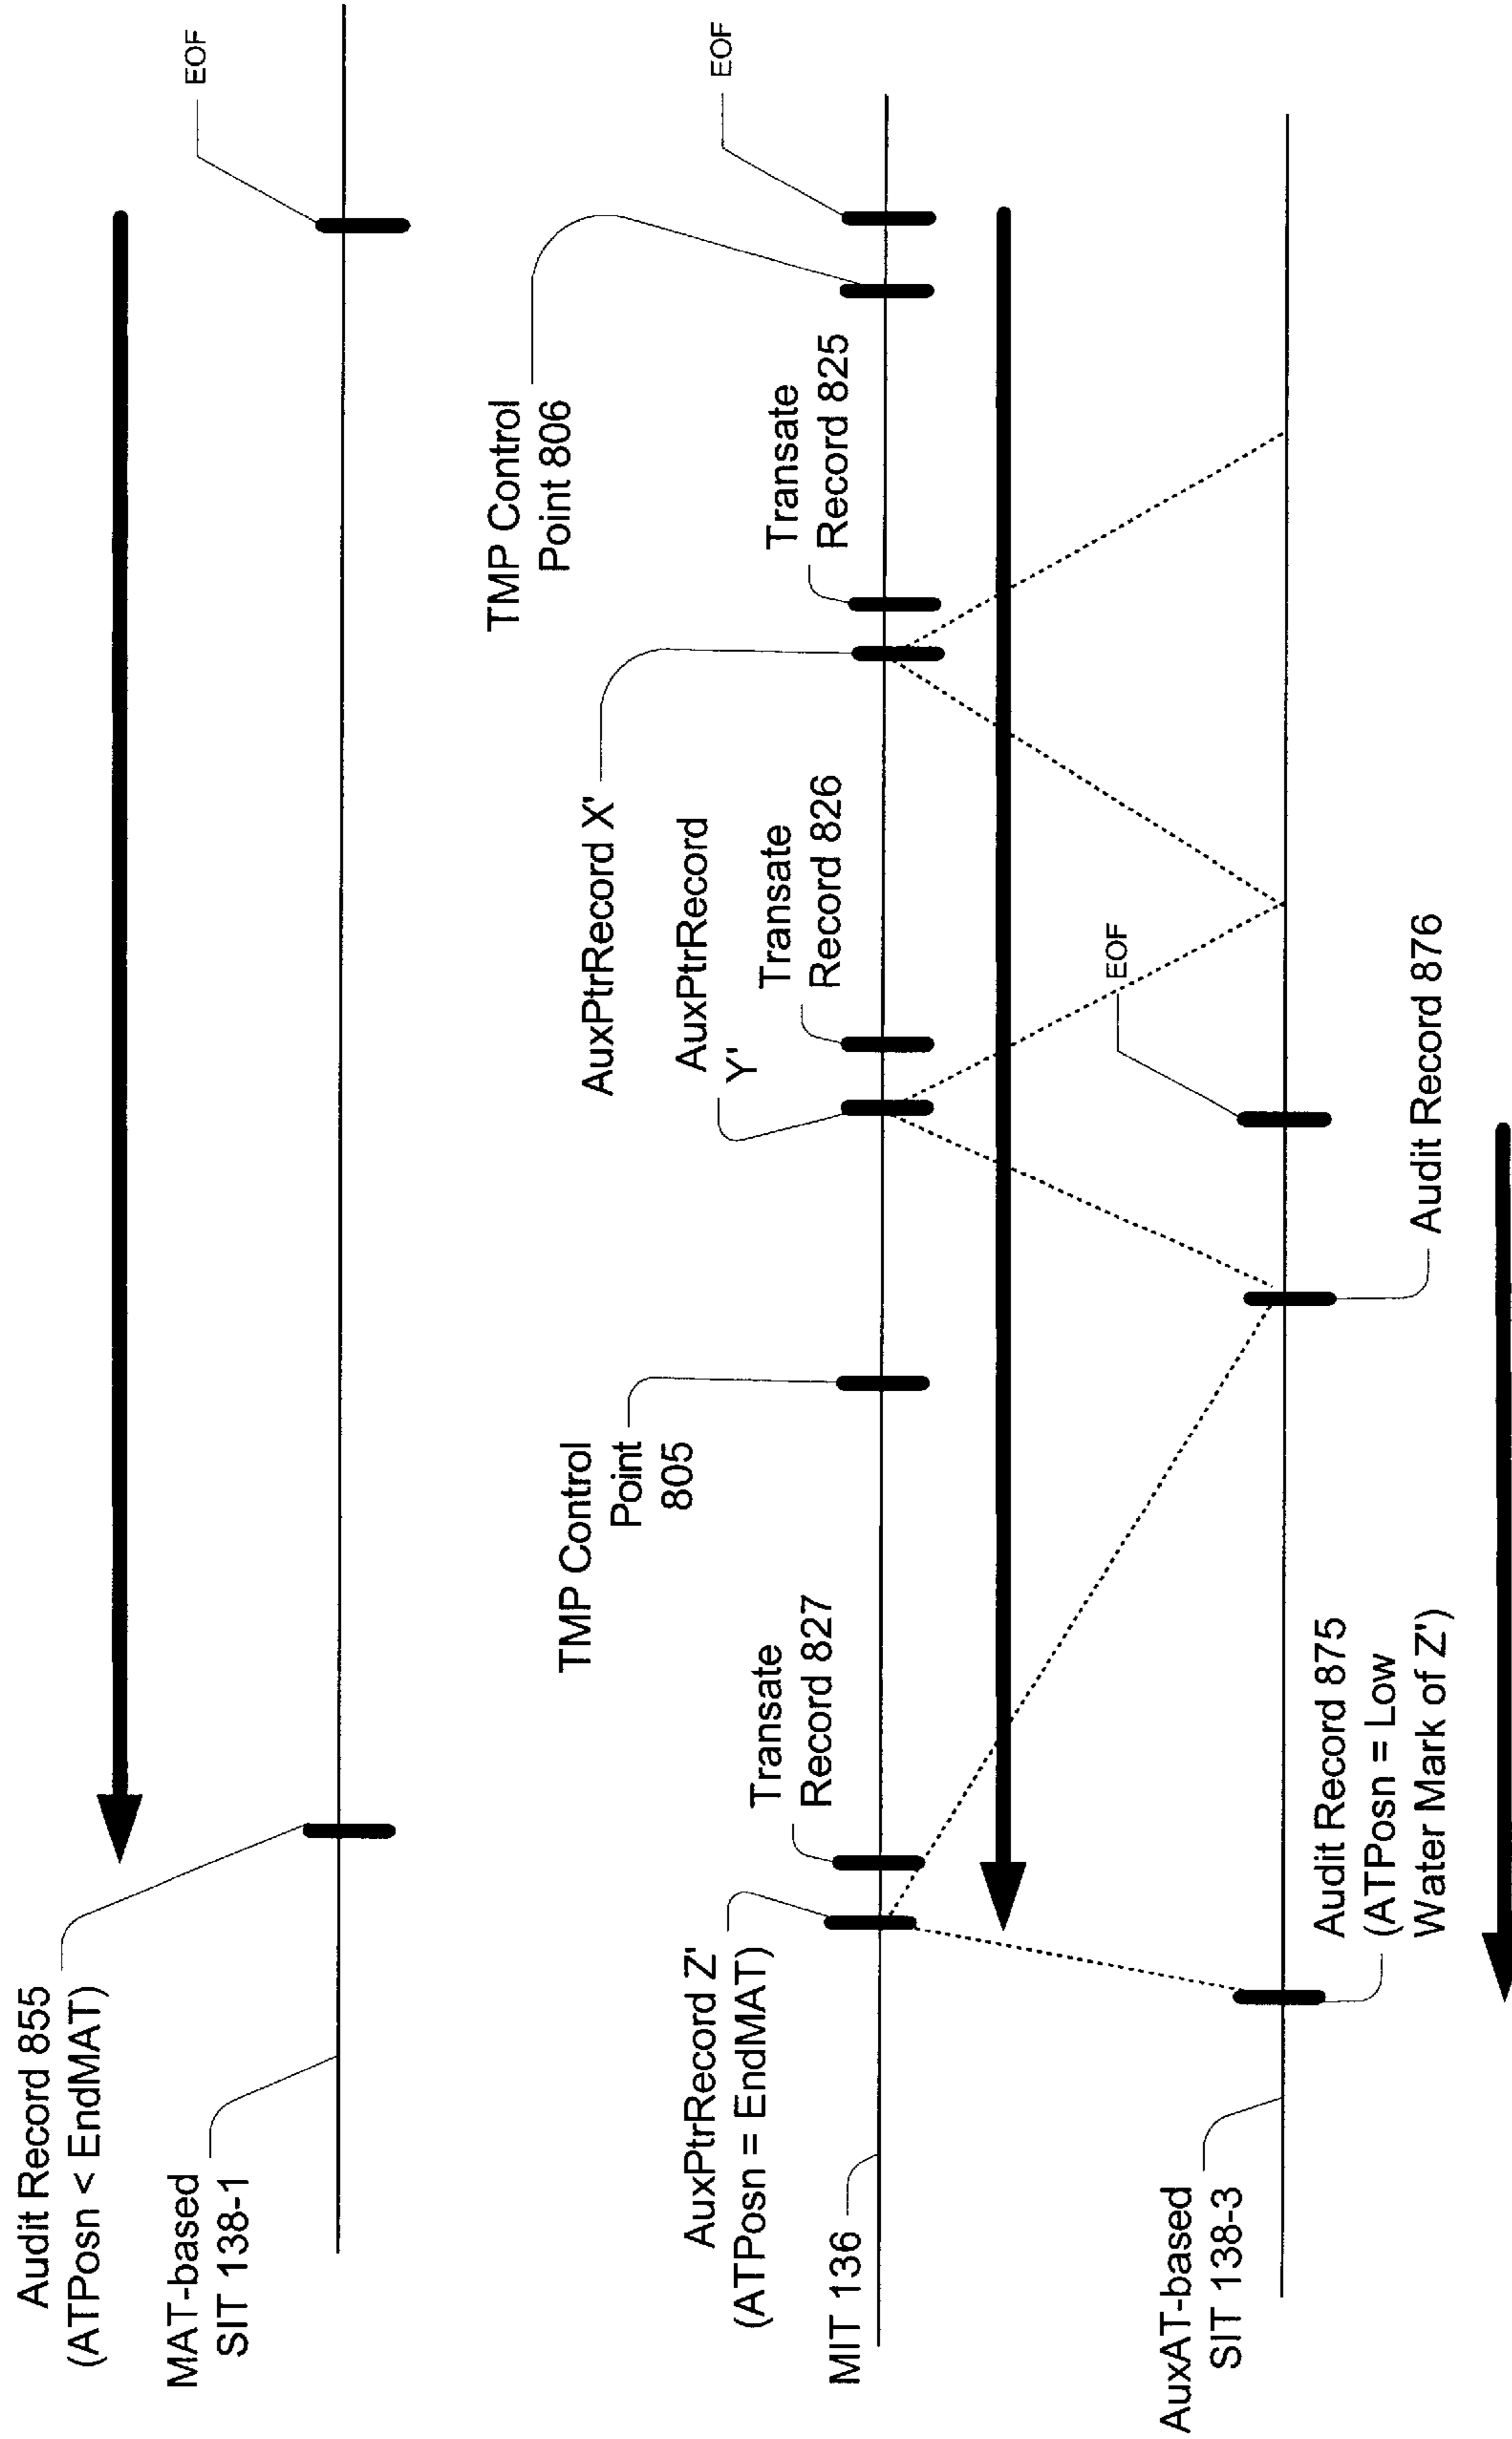 Audit Record 855
(ATPosn < EndMAT)
MAT-based
SIT 138-1
EOF
TMP Control
Point 806
EOF
Transate
Record 825
AuxPtrRecord X'
AuxPtrRecord
Y'
Transate
Record 826
TMP Control
Point
805
Transate
Record 827
AuxPtrRecord Z'
(ATPosn = EndMAT)
MIT 136
EOF
Audit Record 876
Audit Record 875
(ATPosn = Low
Water Mark of Z')
AuxAT-based
SIT 138-3